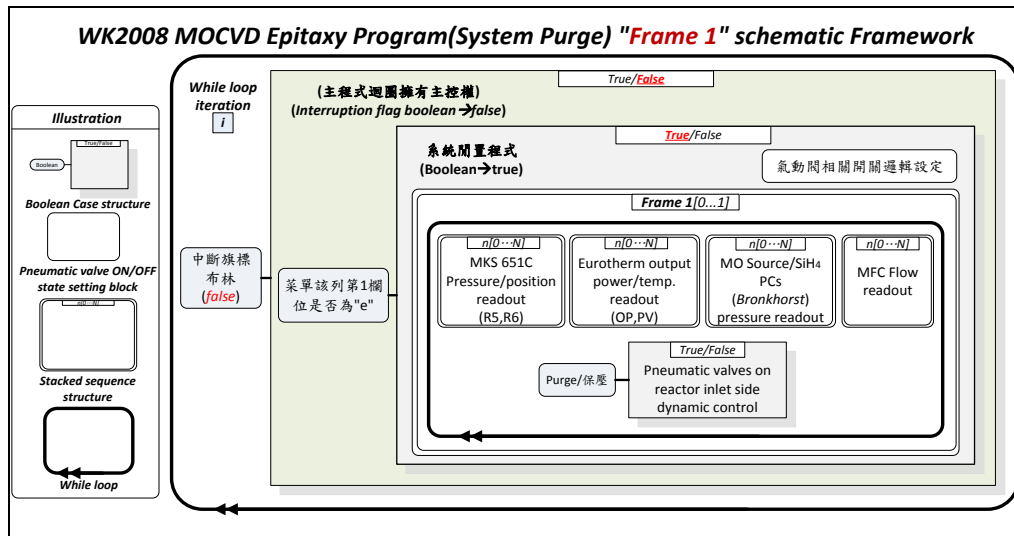 WK2008 MOCVD Epitaxy Program(System Purge) "Frame 1" schematic Framework
Illustration
True/False
Boolean
Boolean Case structure
Pneumatic valve ON/OFF
state setting block
n[0⋯N]
Stacked sequence
structure
While loop
While loop
iteration
i
True/False
(主程式迴圈擁有主控權)
(Interruption flag boolean→false)
True/False
系統閒置程式
(Boolean→true)
氣動閥相關開關邏輯設定
中斷旗標
布林
(false)
菜單該列第1欄
位是否為"e"
Frame 1[0...1]
n[0⋯N]
MKS 651C
Pressure/position
readout
(R5,R6)
n[0⋯N]
Eurotherm output
power/temp.
readout
(OP,PV)
n[0⋯N]
MO Source/SiH4
PCs
(Bronkhorst)
pressure readout
n[0⋯N]
MFC Flow
readout
Purge/保壓
True/False
Pneumatic valves on
reactor inlet side
dynamic control